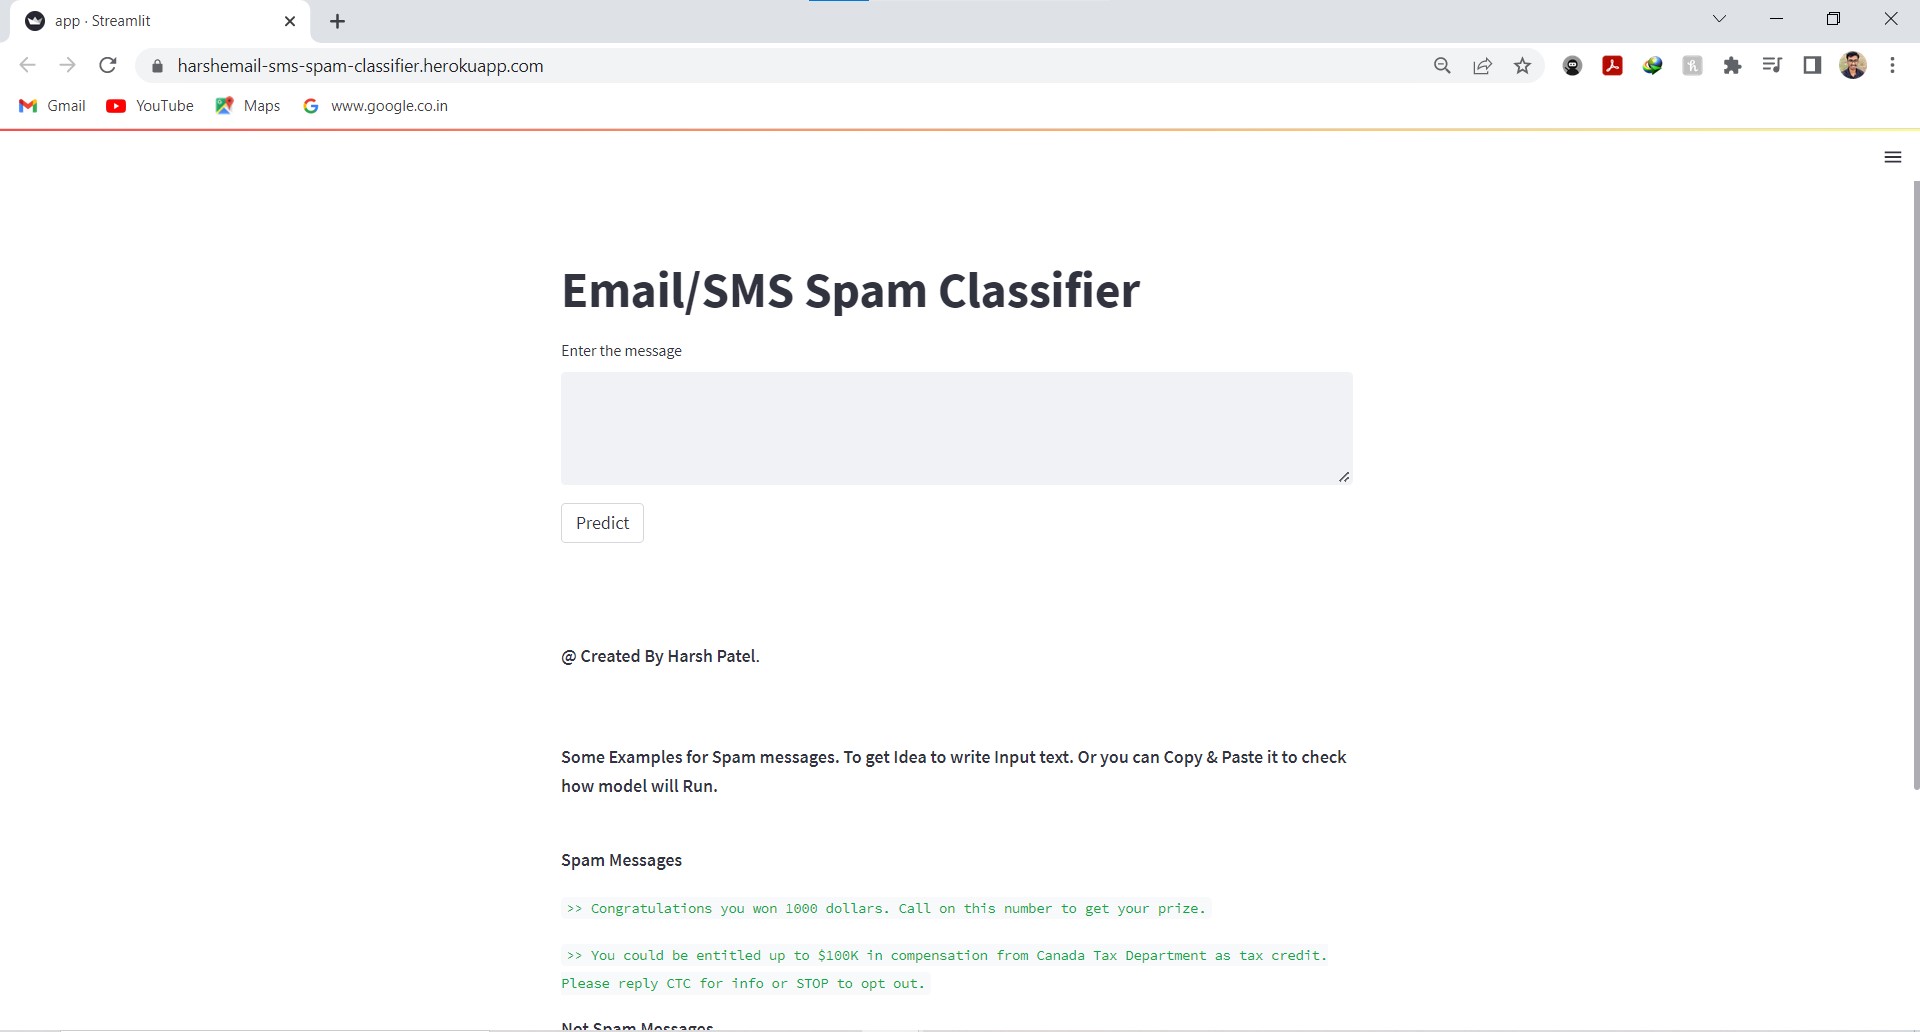 app · Streamlit
harshemail-sms-spam-classifier.herokuapp.com
Gmail YouTube Maps www.google.co.in
Email/SMS Spam Classifier
Enter the message
Predict
@ Created By Harsh Patel.
Some Examples for Spam messages. To get Idea to write Input text. Or you can Copy & Paste it to check
how model will Run.
Spam Messages
>> Congratulations you won 1000 dollars. Call on this number to get your prize.
>> You could be entitled up to $100K in compensation from Canada Tax Department as tax credit.
Please reply CTC for info or STOP to opt out.
Not Spam Messages